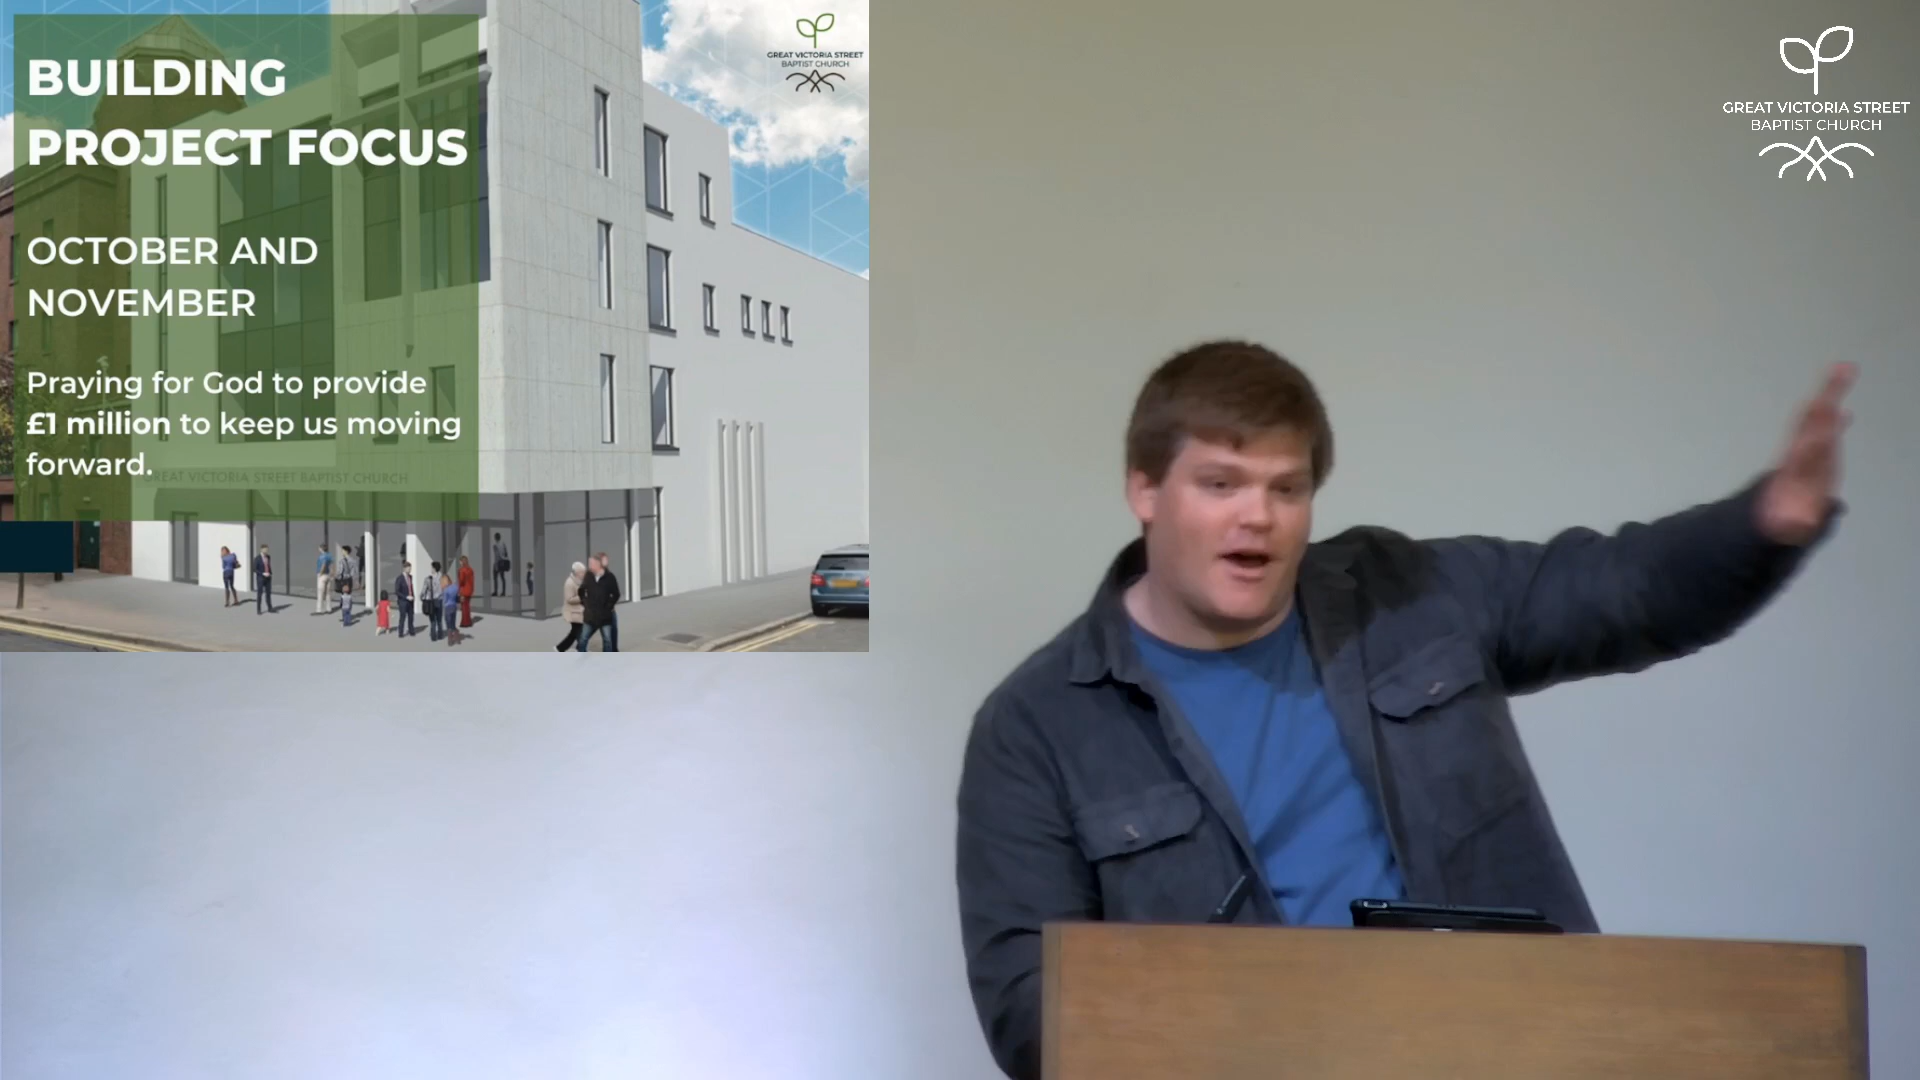 BUILDING
PROJECT FOCUS
OCTOBER AND
NOVEMBER
Praying for God to provide
£1 million to keep us moving
forward.
GREAT VICTORIA STREET BAPTIST CHURCH
GREAT VICTORIA STREET
BAPTIST CHURCH
GREAT VICTORIA STREET
BAPTIST CHURCH